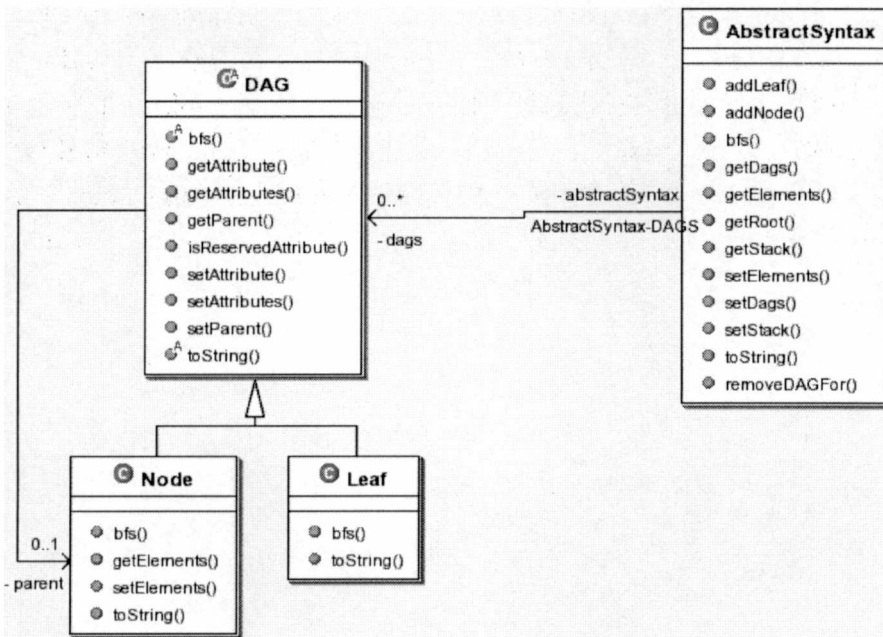 DAG
A bfs()
getAttribute()
getAttributes()
getParent()
isReservedAttribute()
setAttribute()
setAttributes()
setParent()
A toString()
0..*
- dags
- abstractSyntax
AbstractSyntax-DAGS
C AbstractSyntax
addLeaf()
addNode()
bfs()
getDags()
getElements()
getRoot()
getStack()
setElements()
setDags()
setStack()
toString()
removeDAGFor()
0..1
- parent
C Node
bfs()
getElements()
setElements()
toString()
C Leaf
bfs()
toString()